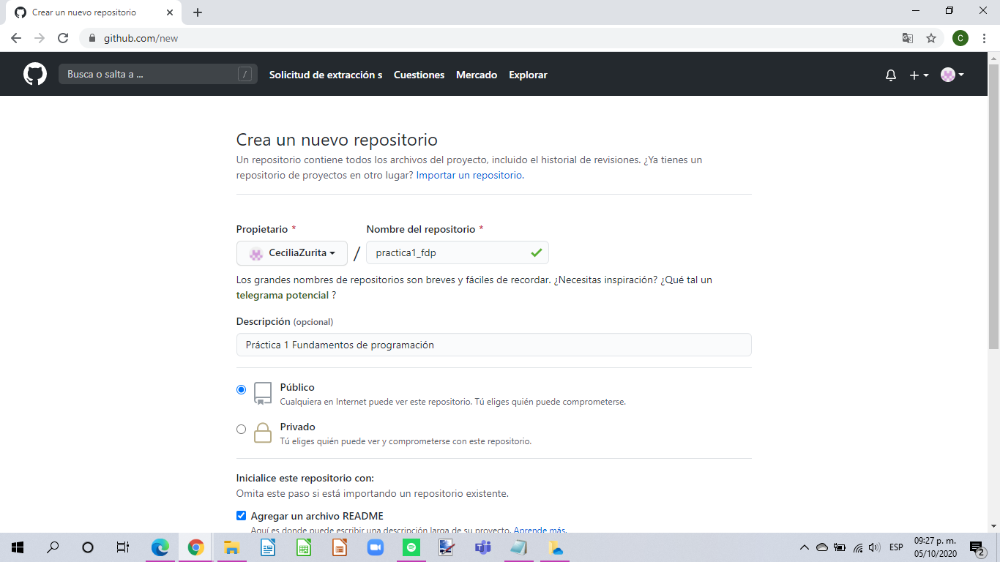 Crear un nuevo repositorio
github.com/new
C
Busca o salta a ...
/
Solicitud de extracción s Cuestiones Mercado Explorar
Crea un nuevo repositorio
Un repositorio contiene todos los archivos del proyecto, incluido el historial de revisiones. ¿Ya tienes un
repositorio de proyectos en otro lugar? Importar un repositorio.
Propietario * Nombre del repositorio *
CeciliaZurita / practica1_fdp
Los grandes nombres de repositorios son breves y fáciles de recordar. ¿Necesitas inspiración? ¿Qué tal un
telegrama potencial ?
Descripción (opcional)
Práctica 1 Fundamentos de programación
Público
Cualquiera en Internet puede ver este repositorio. Tú eliges quién puede comprometerse.
Privado
Tú eliges quién puede ver y comprometerse con este repositorio.
Inicialice este repositorio con:
Omita este paso si está importando un repositorio existente.
Agregar un archivo README
Aquí es donde puede escribir una descripción larga de su proyecto. Aprende más.
ESP
09:27 p. m.
05/10/2020
2